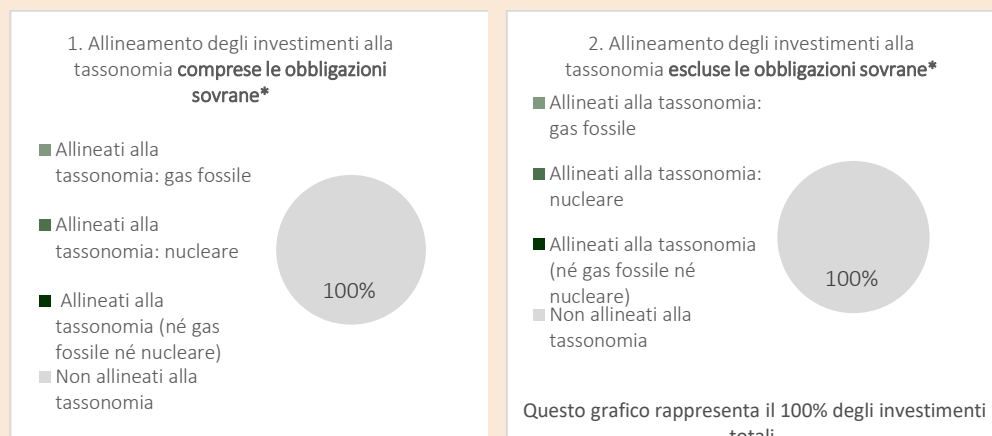 1. Allineamento degli investimenti alla
tassonomia comprese le obbligazioni
sovrane*
Allineati alla
tassonomia: gas fossile
Allineati alla
tassonomia: nucleare
Allineati alla
tassonomia (né gas
fossile né nucleare)
Non allineati alla
tassonomia
100%
2. Allineamento degli investimenti alla
tassonomia escluse le obbligazioni sovrane*
Allineati alla tassonomia:
gas fossile
Allineati alla tassonomia:
nucleare
Allineati alla tassonomia
(né gas fossile né
nucleare)
Non allineati alla
tassonomia
100%
Questo grafico rappresenta il 100% degli investimenti
totali